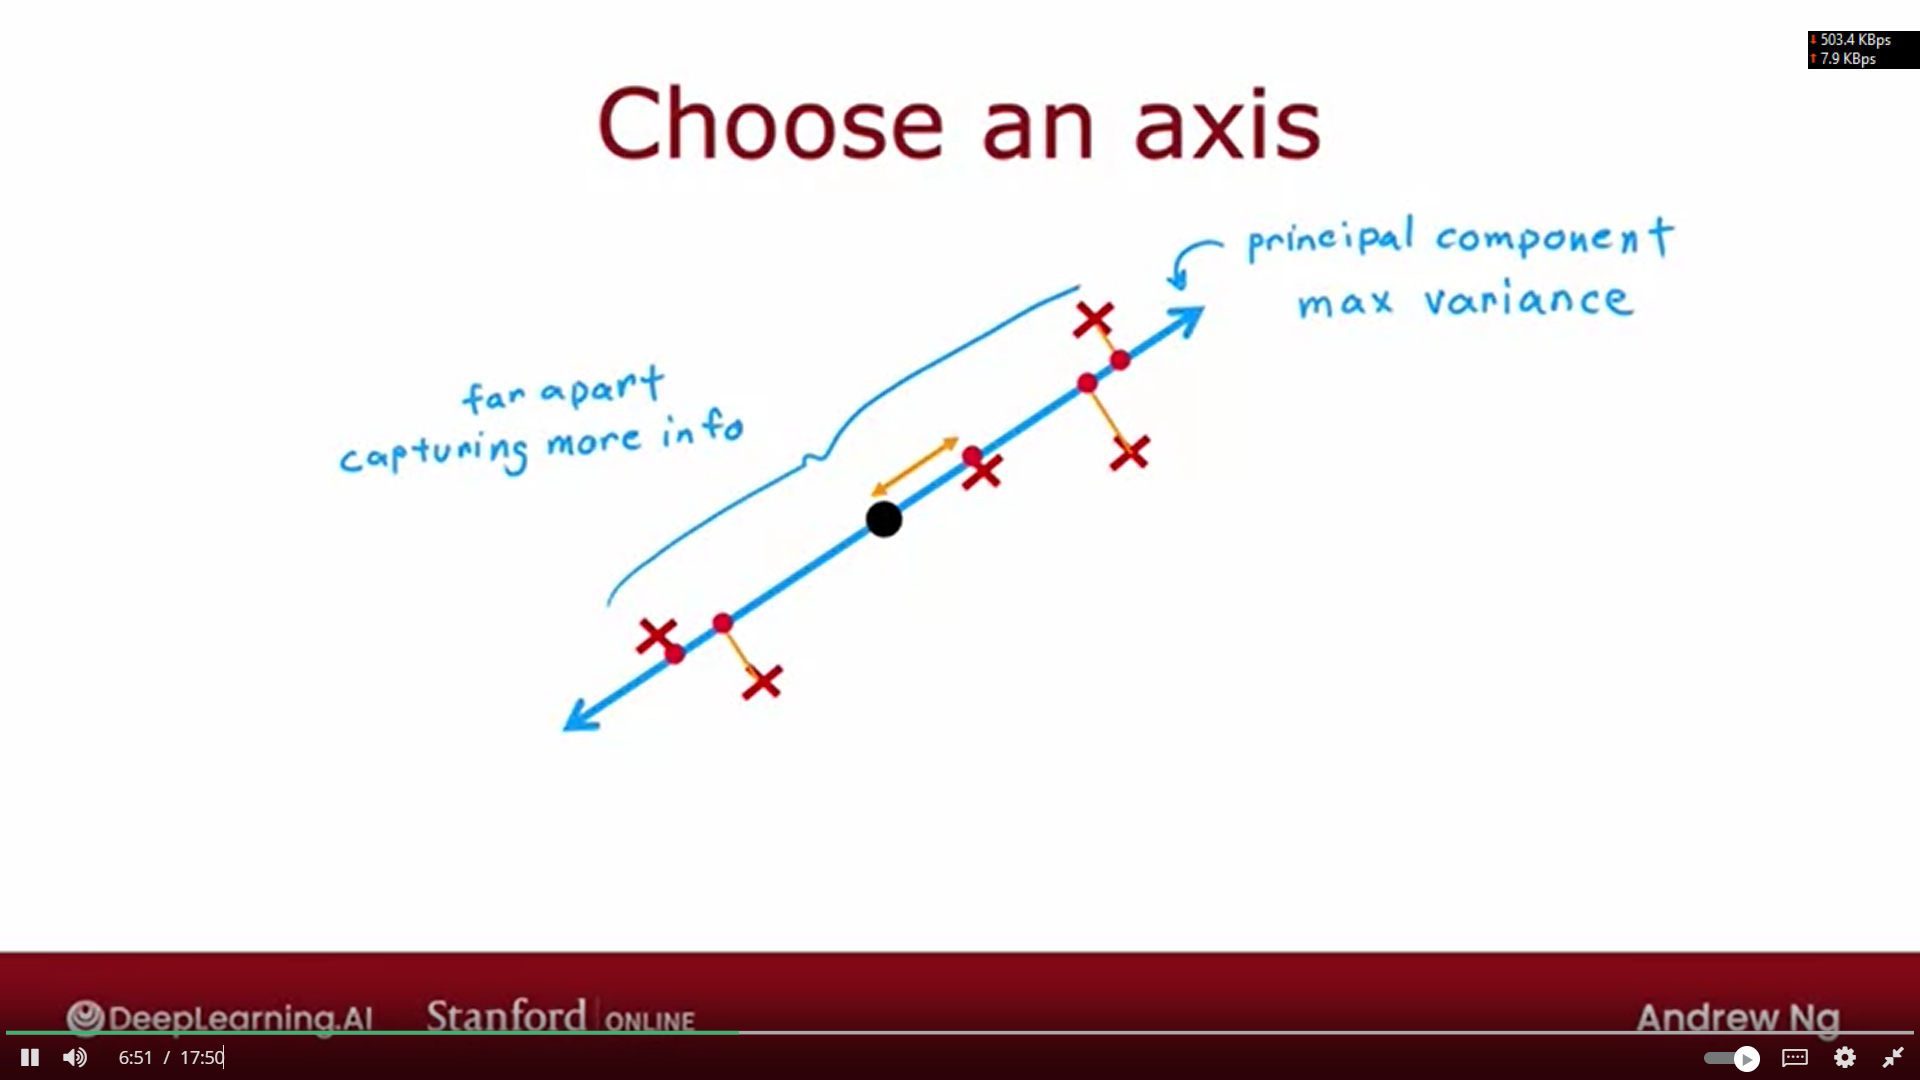 503.4 KBps
7.9 KBps
Choose an axis
principal component
max variance
far apart
capturing more info
DeepLearning.AI
Stanford ONLINE
Andrew Ng
6:51 / 17:50